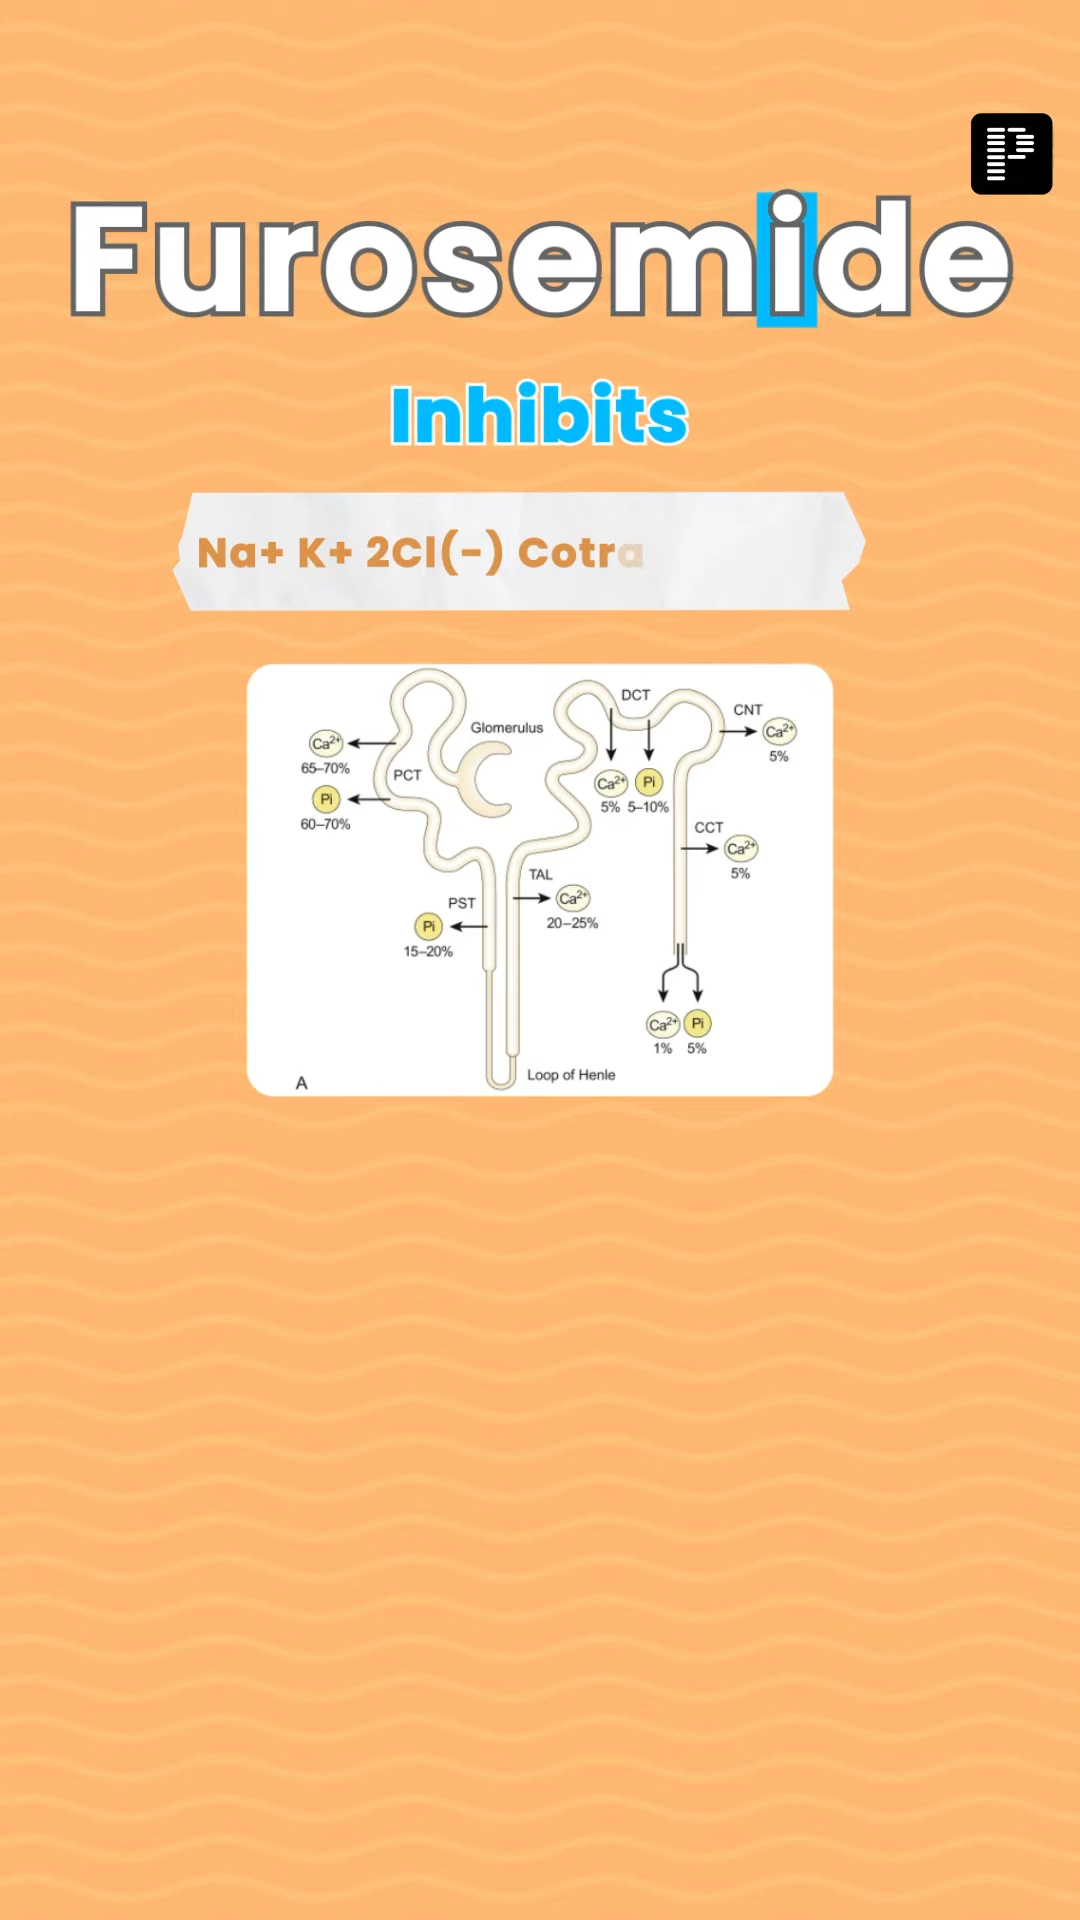 Furosemide
Inhibits
Na+ K+ 2Cl(-) Cotra
DCT
CNT
Glomerulus
Ca2+
Ca2+
65–70%
5%
PCT
Ca2+ Pi
Pi
5% 5–10%
60–70%
CCT
Ca2+
TAL
5%
PST
Ca2+
Pi
20–25%
15–20%
Ca2+ Pi
1% 5%
Loop of Henle
A